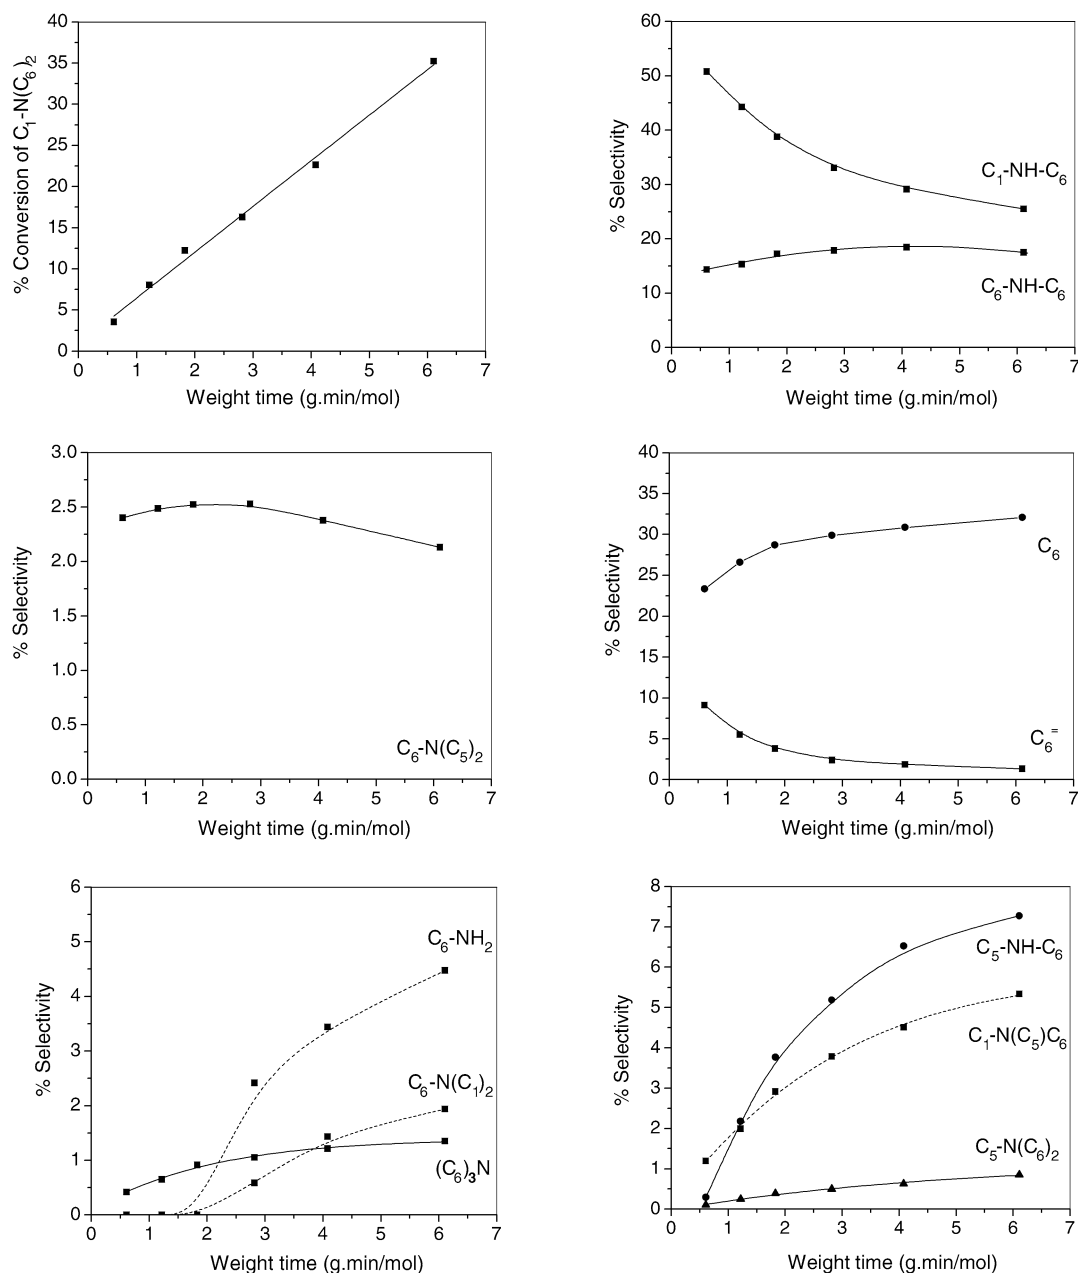 40
35
30
25
20
15
10
5
0
% Conversion of C₁-N(C₆)₂
0 1 2 3 4 5 6 7
Weight time (g.min/mol)
60
50
40
30
20
10
0
% Selectivity
C₁-NH-C₆
C₆-NH-C₆
0 1 2 3 4 5 6 7
Weight time (g.min/mol)
3.0
2.5
2.0
1.5
1.0
0.5
0.0
% Selectivity
C₆-N(C₅)₂
0 1 2 3 4 5 6 7
Weight time (g.min/mol)
40
35
30
25
20
15
10
5
0
% Selectivity
C₆
C₆⁼
0 1 2 3 4 5 6 7
Weight time (g.min/mol)
6
5
4
3
2
1
0
% Selectivity
C₆-NH₂
C₆-N(C₁)₂
(C₆)₃N
0 1 2 3 4 5 6 7
Weight time (g.min/mol)
8
7
6
5
4
3
2
1
0
% Selectivity
C₅-NH-C₆
C₁-N(C₅)C₆
C₅-N(C₆)₂
0 1 2 3 4 5 6 7
Weight time (g.min/mol)